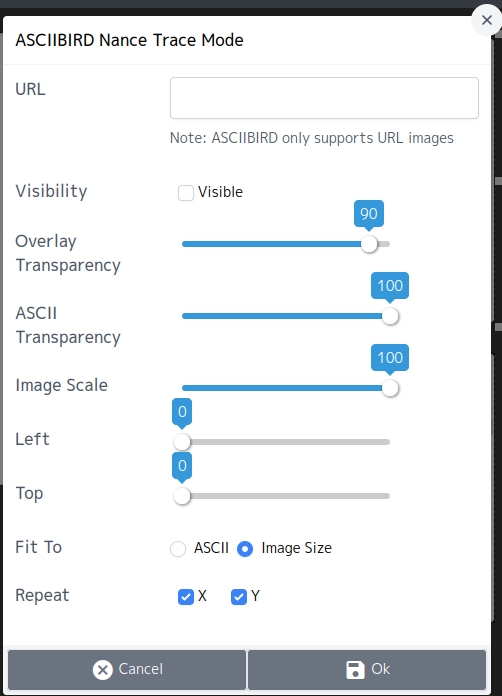 ASCIIBIRD Nance Trace Mode
URL
Note: ASCIIBIRD only supports URL images
Visibility
Visible
90
Overlay
Transparency
100
ASCII
Transparency
100
Image Scale
0
Left
0
Top
Fit To
ASCII
Image Size
Repeat
X
Y
Cancel
Ok